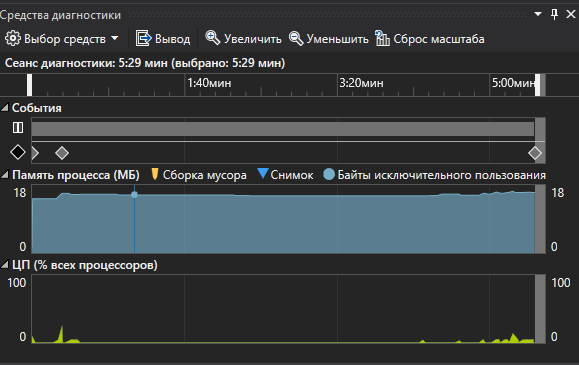 Средства диагностики
Выбор средств Вывод Увеличить Уменьшить Сброс масштаба
Сеанс диагностики: 5:29 мин (выбрано: 5:29 мин)
1:40мин 3:20мин 5:00мин
События
Память процесса (МБ) Сборка мусора Снимок Байты исключительного пользования
18 18
0 0
ЦП (% всех процессоров)
100 100
0 0